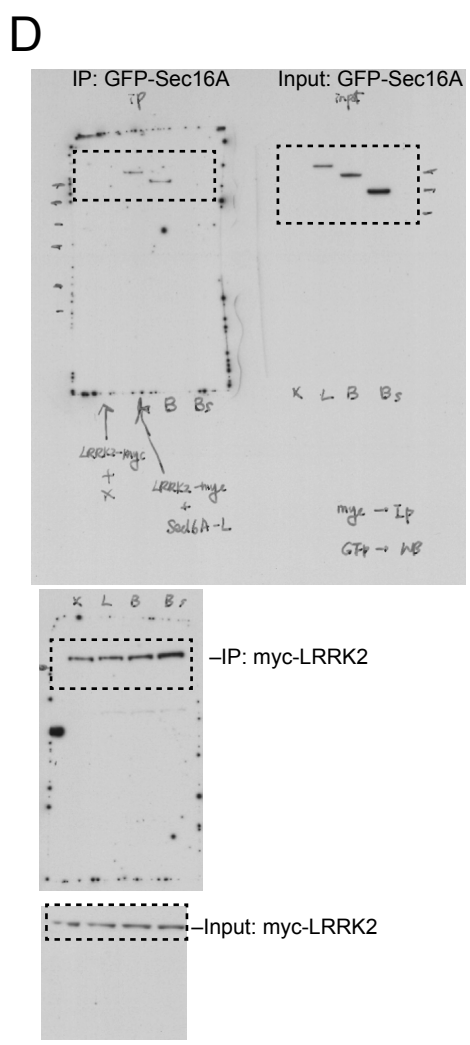 D
IP: GFP-Sec16A
Input: GFP-Sec16A
IP
input
X L B Bs
B Bs
LRRK2-myc
+
X
LRRK2-myc
+
Sec16A-L
myc → Ip
GFP → WB
X L B Bs
–IP: myc-LRRK2
–Input: myc-LRRK2